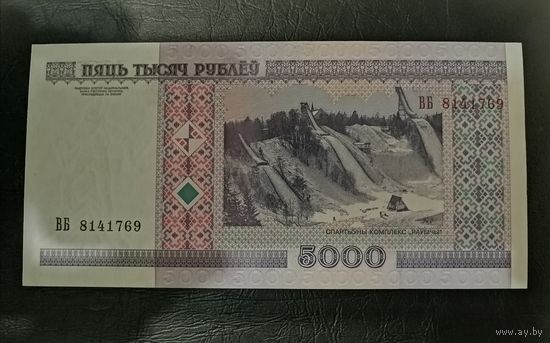 ПЯЦЬ ТЫСЯЧ РУБЛЁЎ
ВБ 8141769
ВБ 8141769
СПАРТЫЎНЫ КОМПЛЕКС "РАЎБІЧЫ"
5000
www.ay.by